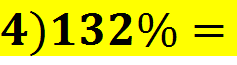 4)132% =